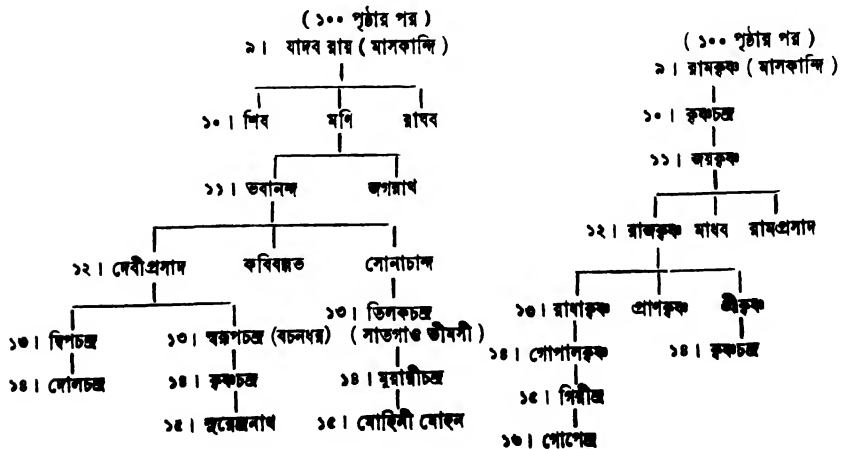 ( ১০০ পৃষ্ঠার পর )
৯। যাদব রায় ( মাসকান্দি )
১০। শিব মণি রাঘব
১১। ভবানন্দ জগন্নাথ
১২। দেবীপ্রসাদ কবিবল্লভ সোনাচান্দ
১৩। দ্বিপচন্দ্র ১৩। স্বরূপচন্দ্র (বচনধর) ১৩। তিলকচন্দ্র
( সাতগাও ভীমসী )
১৪। দোলচন্দ্র ১৪। কৃষ্ণচন্দ্র ১৪। মুরারীচন্দ্র
১৫। সুরেন্দ্রনাথ ১৫। মোহিনী মোহন
( ১০০ পৃষ্ঠার পর )
৯। রামকৃষ্ণ ( মাসকান্দি )
১০। কৃষ্ণচন্দ্র
১১। জয়কৃষ্ণ
১২। রাজকৃষ্ণ মাধব রামপ্রসাদ
১৩। রাধাকৃষ্ণ প্রাণকৃষ্ণ শ্রীকৃষ্ণ
১৪। গোপালকৃষ্ণ ১৪। কৃষ্ণচন্দ্র
১৫। গিরীন্দ্র
১৬। গোপেন্দ্র